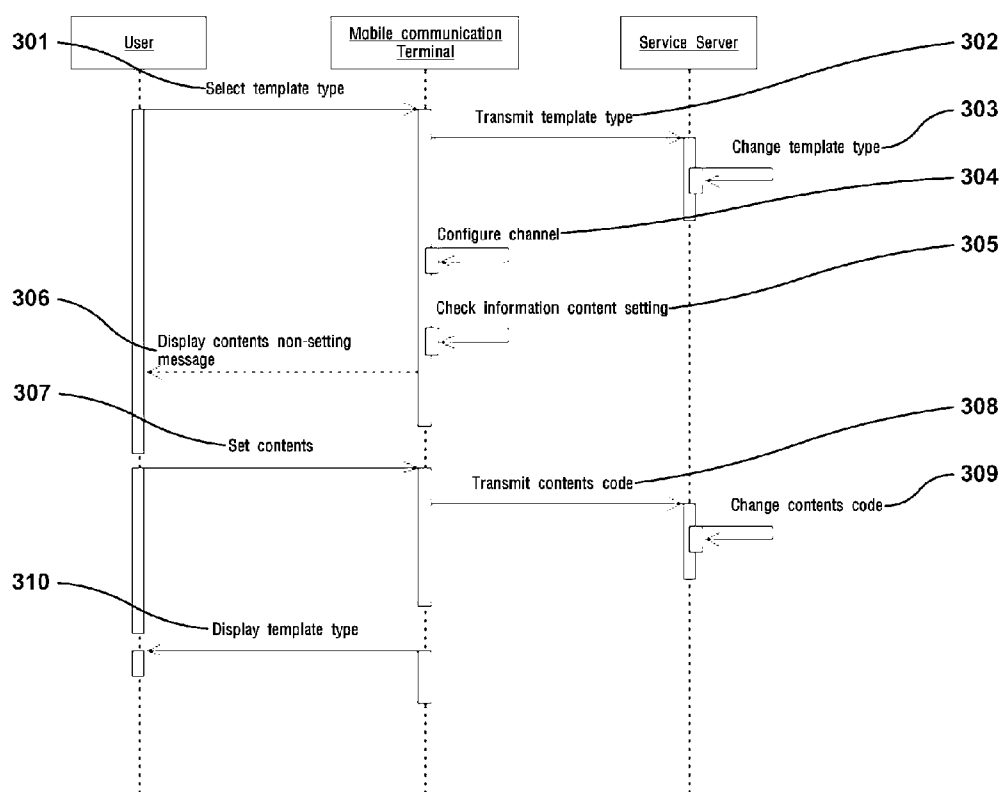 User
Mobile communication
Terminal
Service Server
301
302
Select template type
Transmit template type
303
Change template type
304
Configure channel
305
306
Check information content setting
Display contents non-setting
message
307
308
Set contents
Transmit contents code
309
Change contents code
310
Display template type